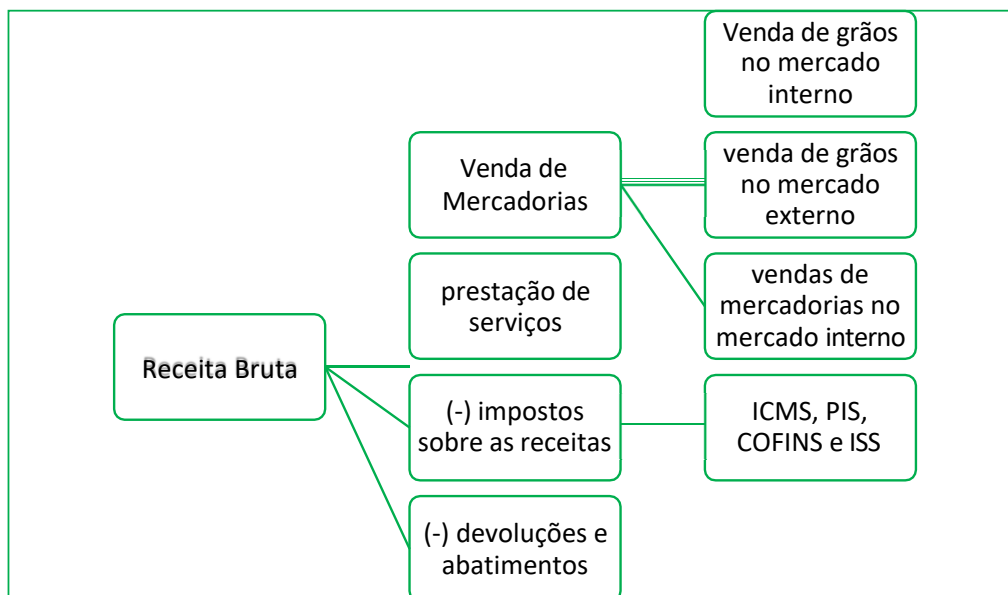 Venda de grãos
no mercado
interno
Venda de
Mercadorias
venda de grãos
no mercado
externo
prestação de
serviços
vendas de
mercadorias no
mercado interno
Receita Bruta
(-) impostos
sobre as receitas
ICMS, PIS,
COFINS e ISS
(-) devoluções e
abatimentos